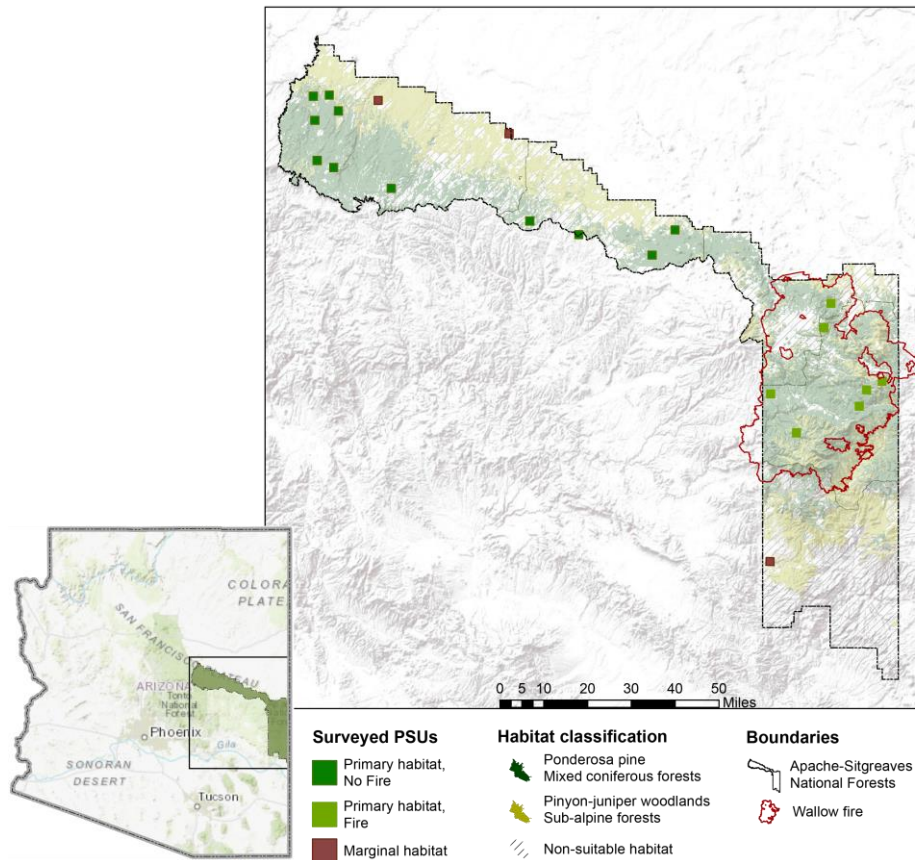 0 5 10 20 30 40 50
Miles
COLORA
PLATE
SAN FRANCISCO PLATEAU
ARIZONA
Tonto
National
Forest
Phoenix
Gila
SONORAN
DESERT
Tucson
Surveyed PSUs
Primary habitat,
No Fire
Primary habitat,
Fire
Marginal habitat
Habitat classification
Ponderosa pine
Mixed coniferous forests
Pinyon-juniper woodlands
Sub-alpine forests
Non-suitable habitat
Boundaries
Apache-Sitgreaves
National Forests
Wallow fire